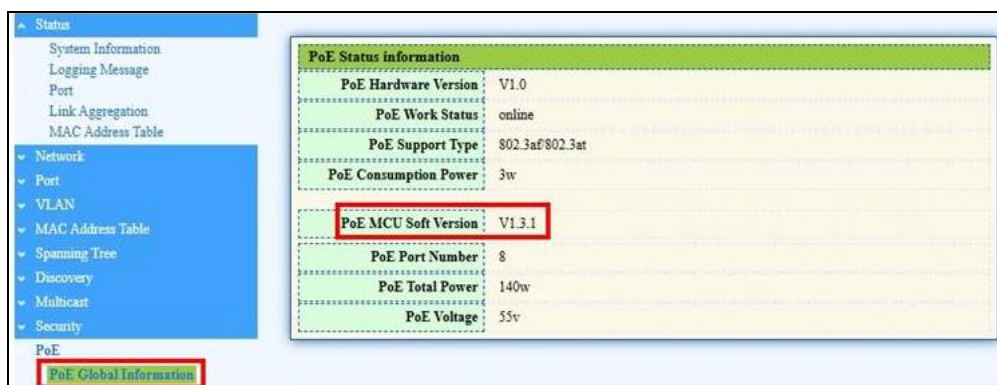 Status
System Information
Logging Message
Port
Link Aggregation
MAC Address Table
Network
Port
VLAN
MAC Address Table
Spanning Tree
Discovery
Multicast
Security
PoE
PoE Global Information
PoE Status information
PoE Hardware Version V1.0
PoE Work Status online
PoE Support Type 802.3af/802.3at
PoE Consumption Power 3w
PoE MCU Soft Version V1.3.1
PoE Port Number 8
PoE Total Power 140w
PoE Voltage 55v